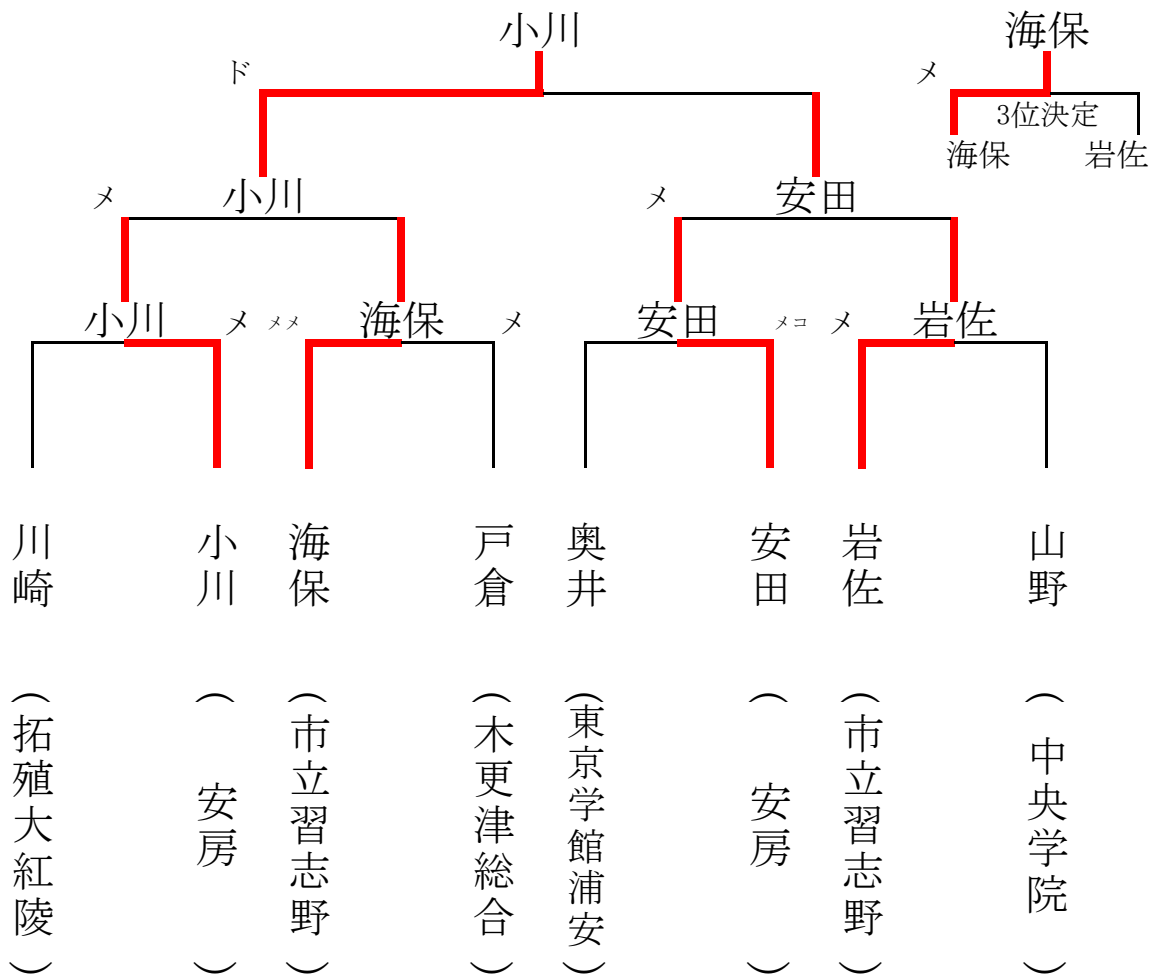 小川
海保
ド
メ
3位決定
海保
岩佐
メ
小川
メ
安田
小川
メ
メメ
海保
メ
安田
メコ
メ
岩佐
川崎
小川
海保
戸倉
奥井
安田
岩佐
山野
(拓殖大紅陵)
(安房)
(市立習志野)
(木更津総合)
(東京学館浦安)
(安房)
(市立習志野)
(中央学院)